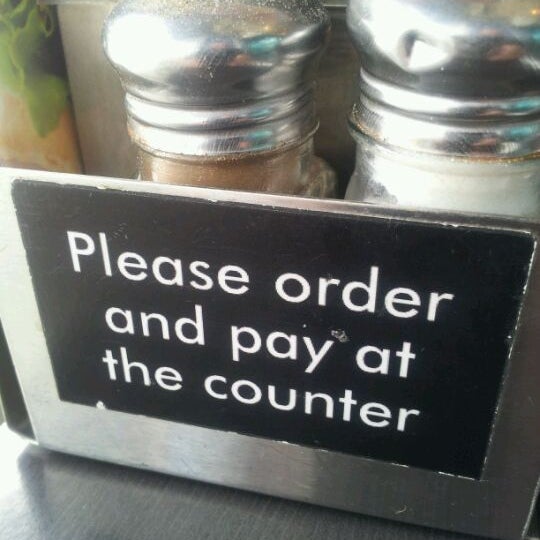 Please order
and pay at
the counter